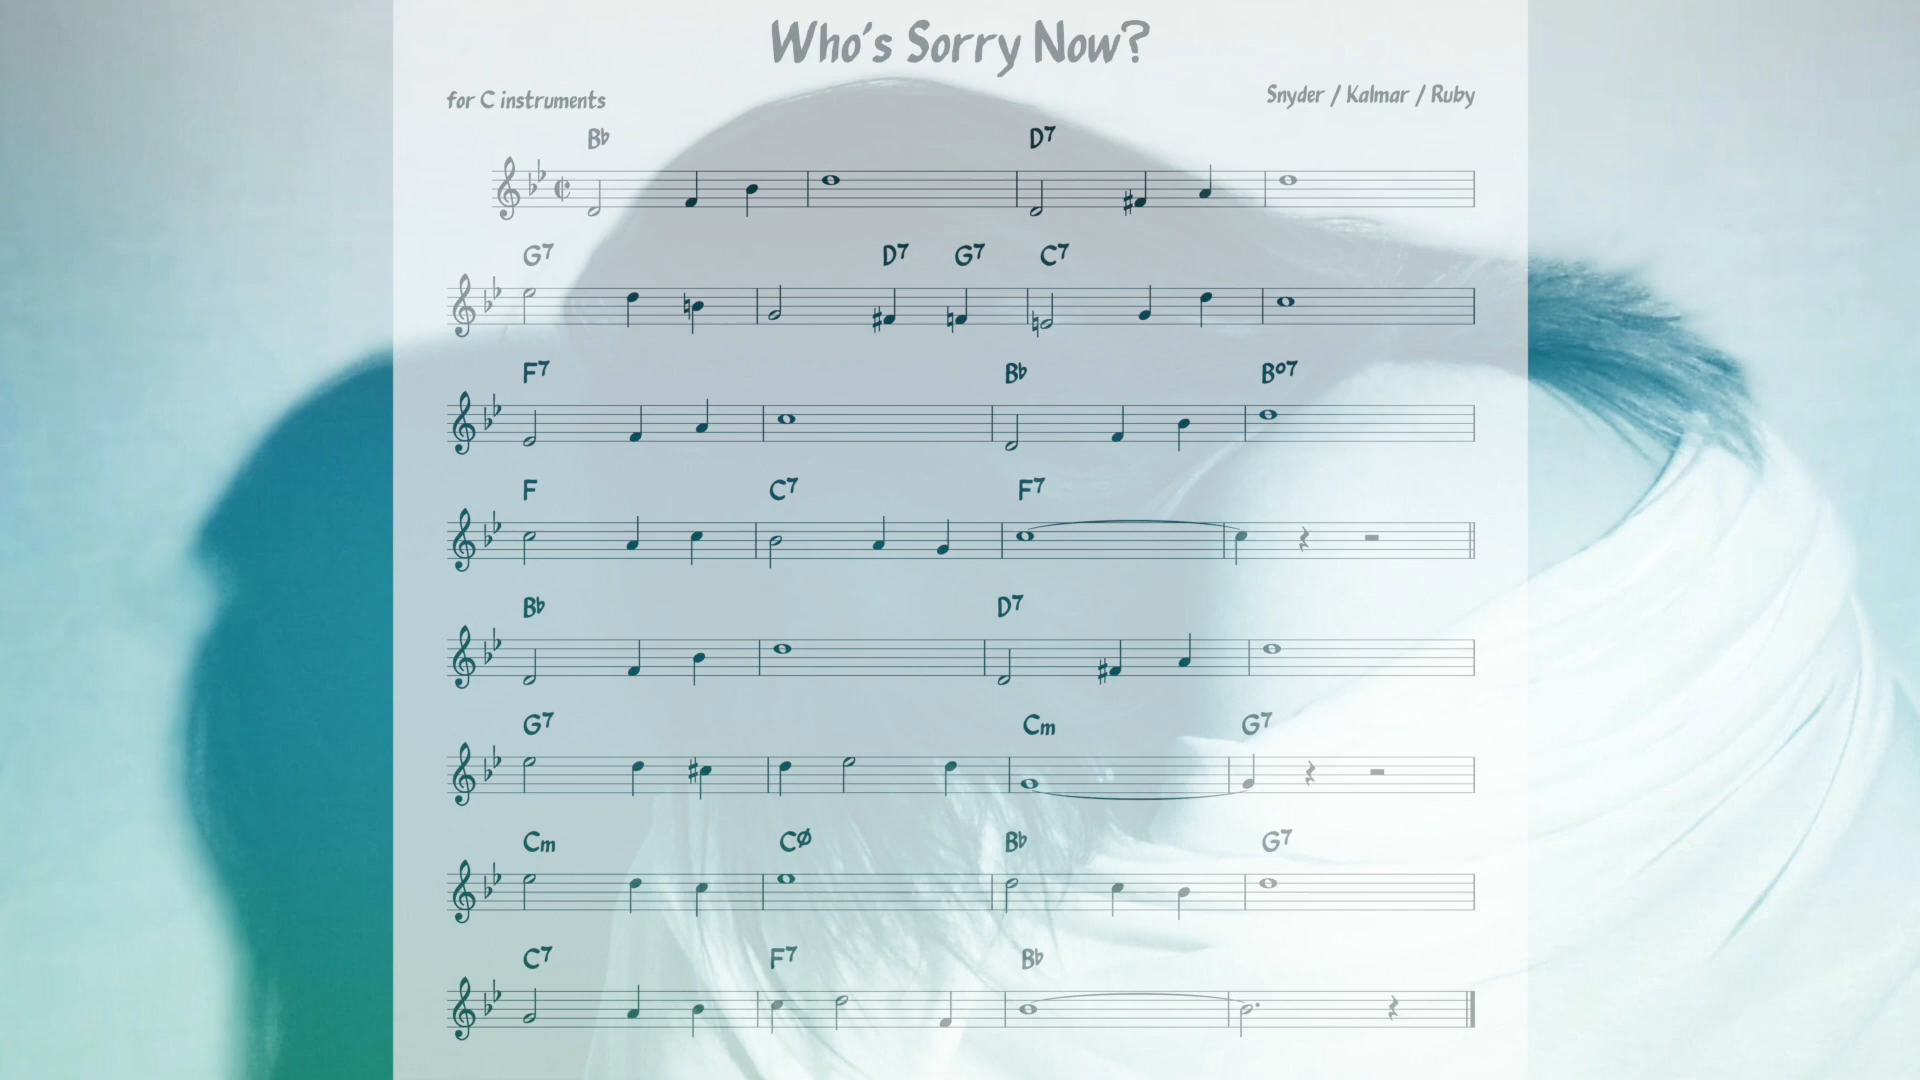 Who's Sorry Now?
for C instruments Snyder / Kalmar / Ruby
B♭ D7
G7 D7 G7 C7
F7 B♭ Bº7
F C7 F7
B♭ D7
G7 Cm G7
Cm CØ B♭ G7
C7 F7 B♭